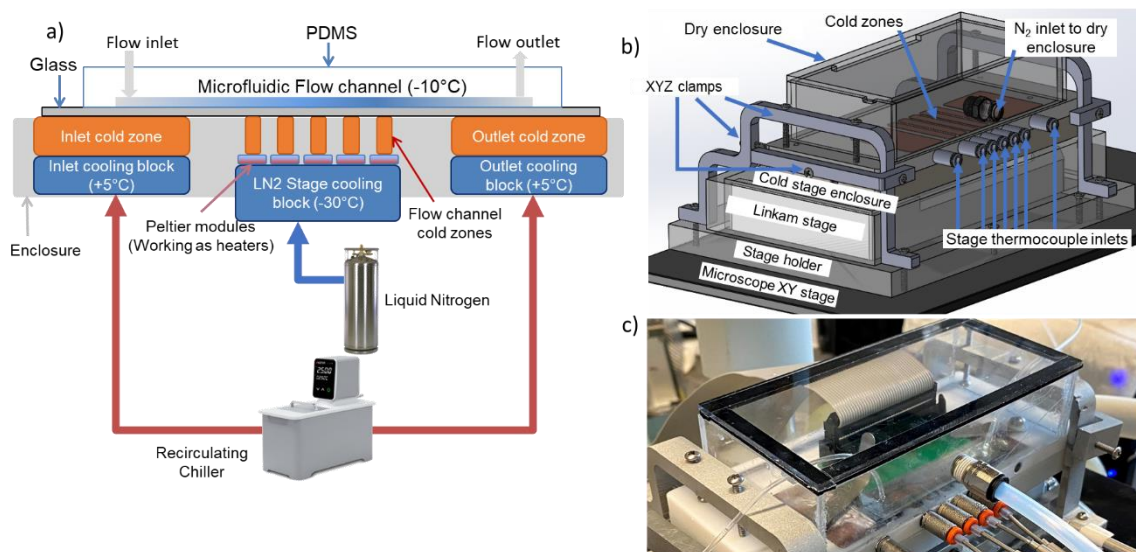 a)
PDMS
Flow inlet
Flow outlet
Glass
Microfluidic Flow channel (-10°C)
Inlet cold zone
Outlet cold zone
Inlet cooling block
(+5°C)
Outlet cooling
block (+5°C)
LN2 Stage cooling
block (-30°C)
Peltier modules
(Working as heaters)
Flow channel
cold zones
Enclosure
Liquid Nitrogen
Recirculating
Chiller
b)
Dry enclosure
Cold zones
N₂ inlet to dry
enclosure
XYZ
clamps
Cold stage enclosure
Linkam stage
Stage thermocouple inlets
Stage holder
Microscope XY stage
c)